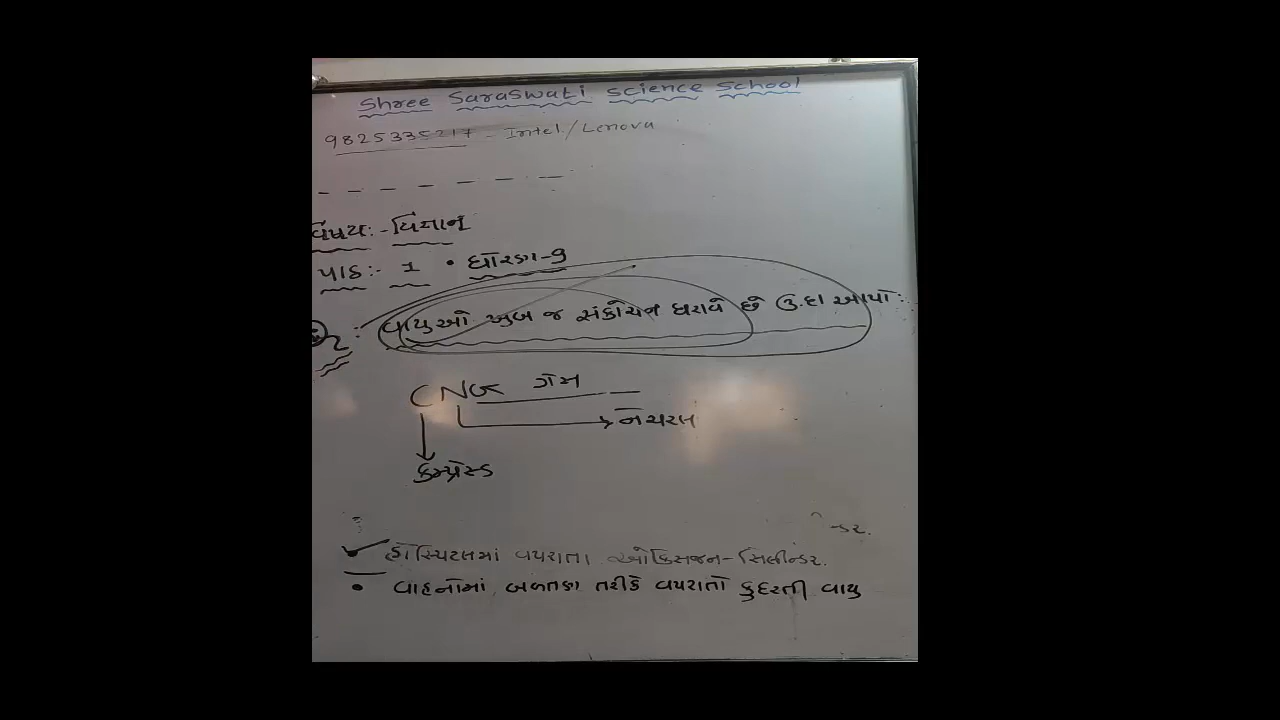 Shree Saraswati Science School
9825335217 - Intel/Lenova
વિષય:- વિજ્ઞાન
પાઠ:- 1 • ધોરણ-9
વાયુઓ ખુબ જ સંકોચન ધરાવે છે ઉ.દા આપો:
CNG ગેસ
નેચરલ
કમ્પ્રેસ્ડ
ન્ડર.
હોસ્પિટલમાં વપરાતા ઓક્સિજન-સિલીન્ડર.
• વાહનોમાં બળતણ તરીકે વપરાતો કુદરતી વાયુ